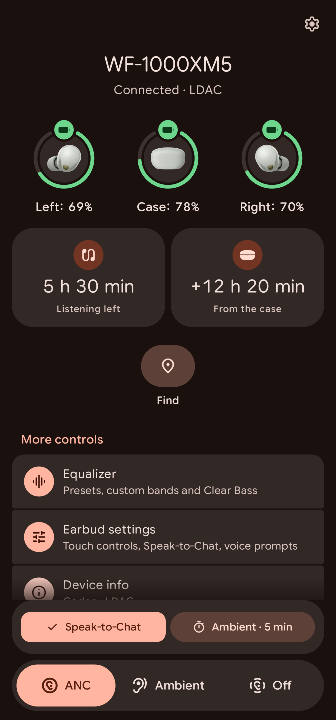 WF-1000XM5
Connected · LDAC
Left: 69%
Case: 78%
Right: 70%
5 h 30 min
Listening left
+12 h 20 min
From the case
Find
More controls
Equalizer
Presets, custom bands and Clear Bass
Earbud settings
Touch controls, Speak-to-Chat, voice prompts
Device info
Codec: LDAC
Speak-to-Chat
Ambient · 5 min
ANC
Ambient
Off